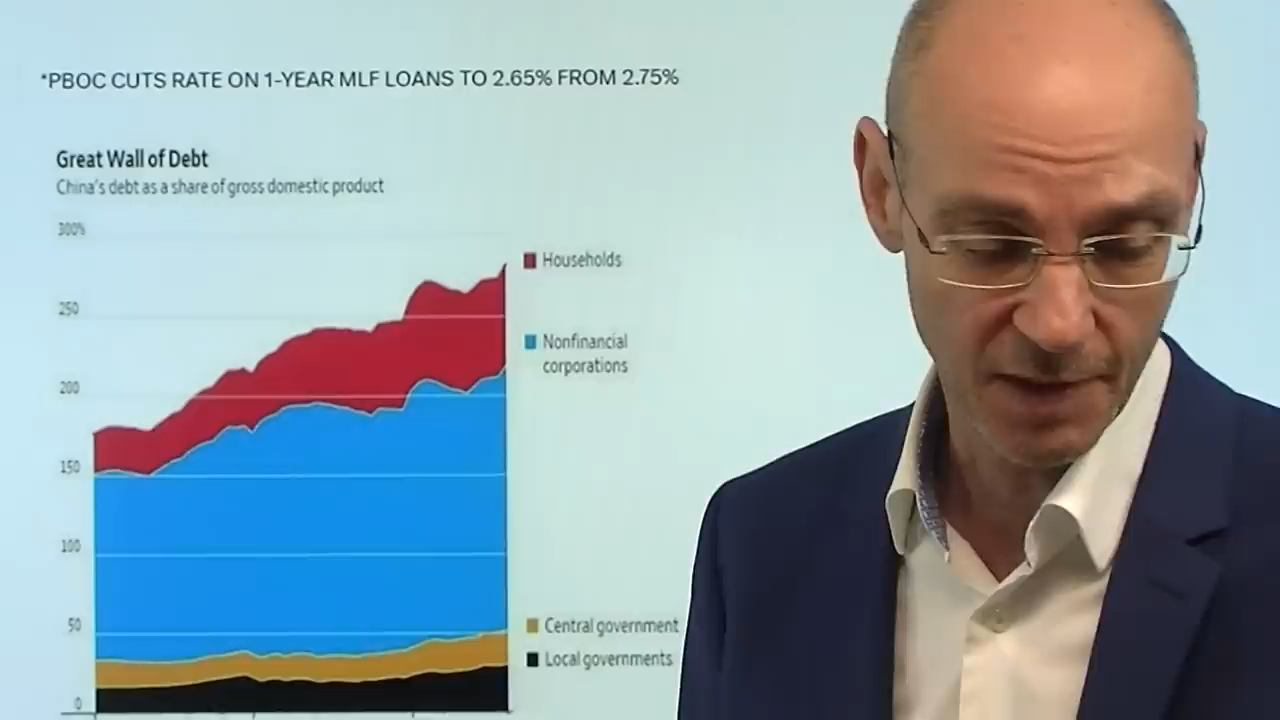 *PBOC CUTS RATE ON 1-YEAR MLF LOANS TO 2.65% FROM 2.75%
Great Wall of Debt
China's debt as a share of gross domestic product
300%
250
200
150
100
50
0
Households
Nonfinancial
corporations
Central government
Local governments